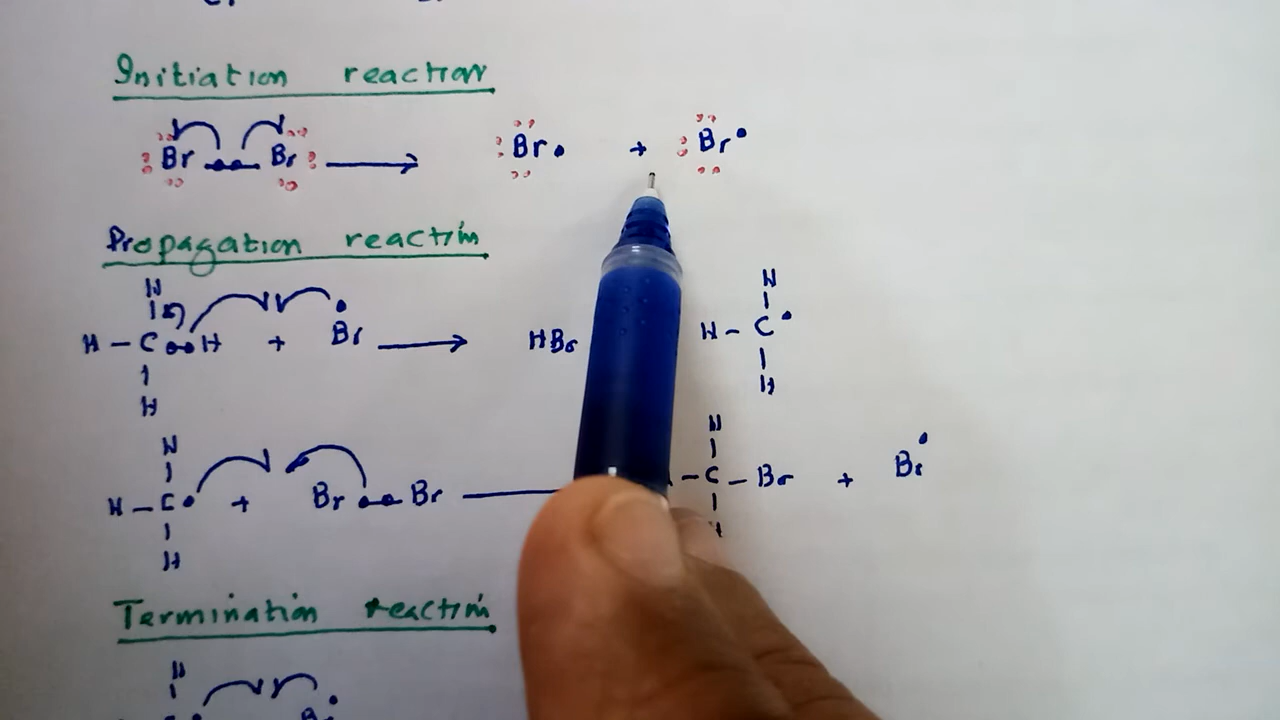 Initiation reaction
Br Br → Br• + Br•
Propagation reaction
H
H – C H + Br → HBr H – C•
H
H
H
H
H – C• + Br Br – C – Br + Br•
H
H
Termination reaction
H